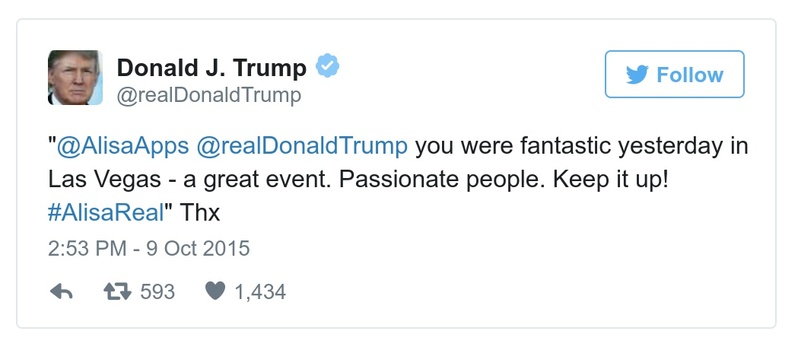 Donald J. Trump
@realDonaldTrump
Follow
"@AlisaApps @realDonaldTrump you were fantastic yesterday in
Las Vegas - a great event. Passionate people. Keep it up!
#AlisaReal" Thx
2:53 PM - 9 Oct 2015
593 1,434